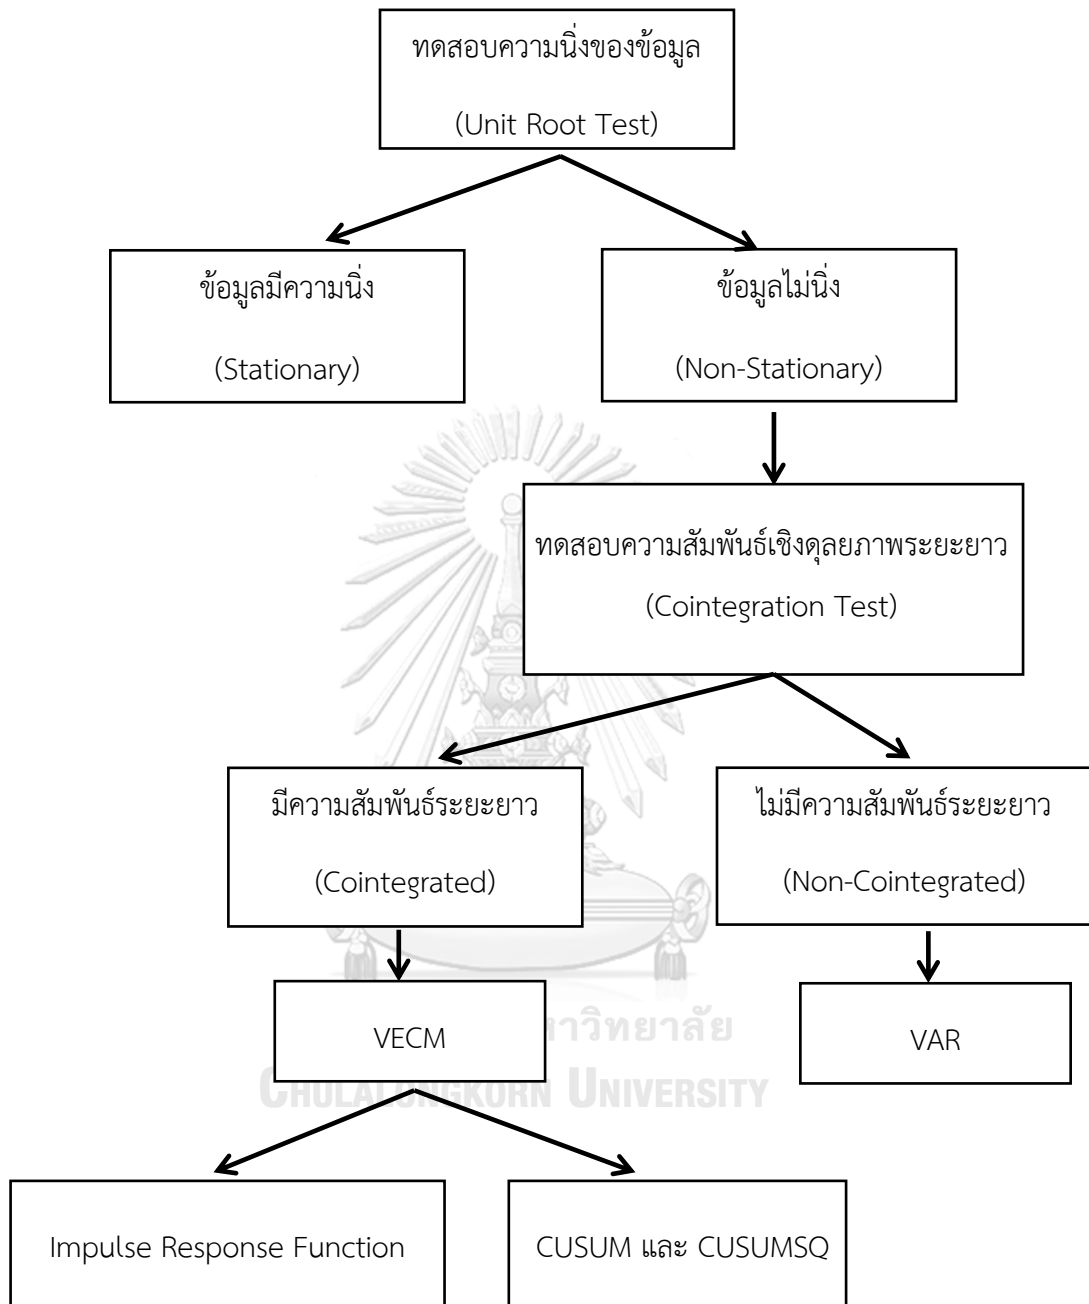 ทดสอบความนิ่งของข้อมูล
(Unit Root Test)
ข้อมูลมีความนิ่ง
(Stationary)
ข้อมูลไม่นิ่ง
(Non-Stationary)
ทดสอบความสัมพันธ์เชิงดุลยภาพระยะยาว
(Cointegration Test)
มีความสัมพันธ์ระยะยาว
(Cointegrated)
ไม่มีความสัมพันธ์ระยะยาว
(Non-Cointegrated)
VECM
VAR
CHULALONGKORN UNIVERSITY
Impulse Response Function
CUSUM และ CUSUMSQ